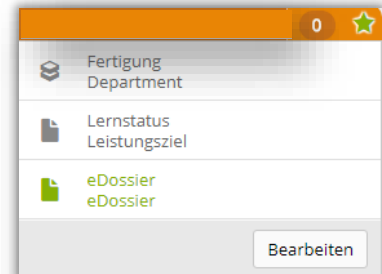 0
Fertigung
Department
Lernstatus
Leistungsziel
eDossier
eDossier
Bearbeiten